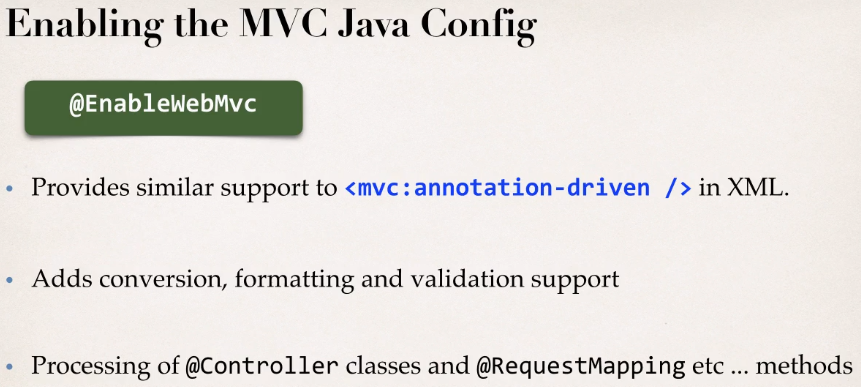 Enabling the MVC Java Config
@EnableWebMvc
• Provides similar support to <mvc:annotation-driven /> in XML.
• Adds conversion, formatting and validation support
• Processing of @Controller classes and @RequestMapping etc ... methods